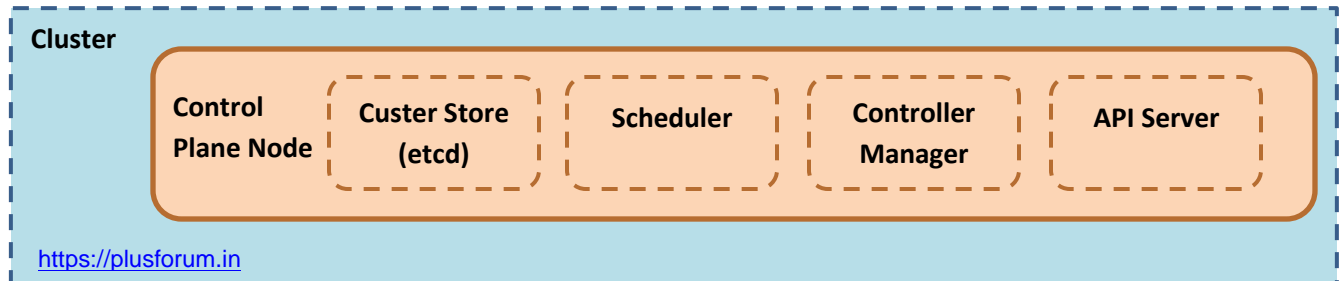 Cluster
Control
Plane Node
Custer Store
(etcd)
Scheduler
Controller
Manager
API Server
https://plusforum.in